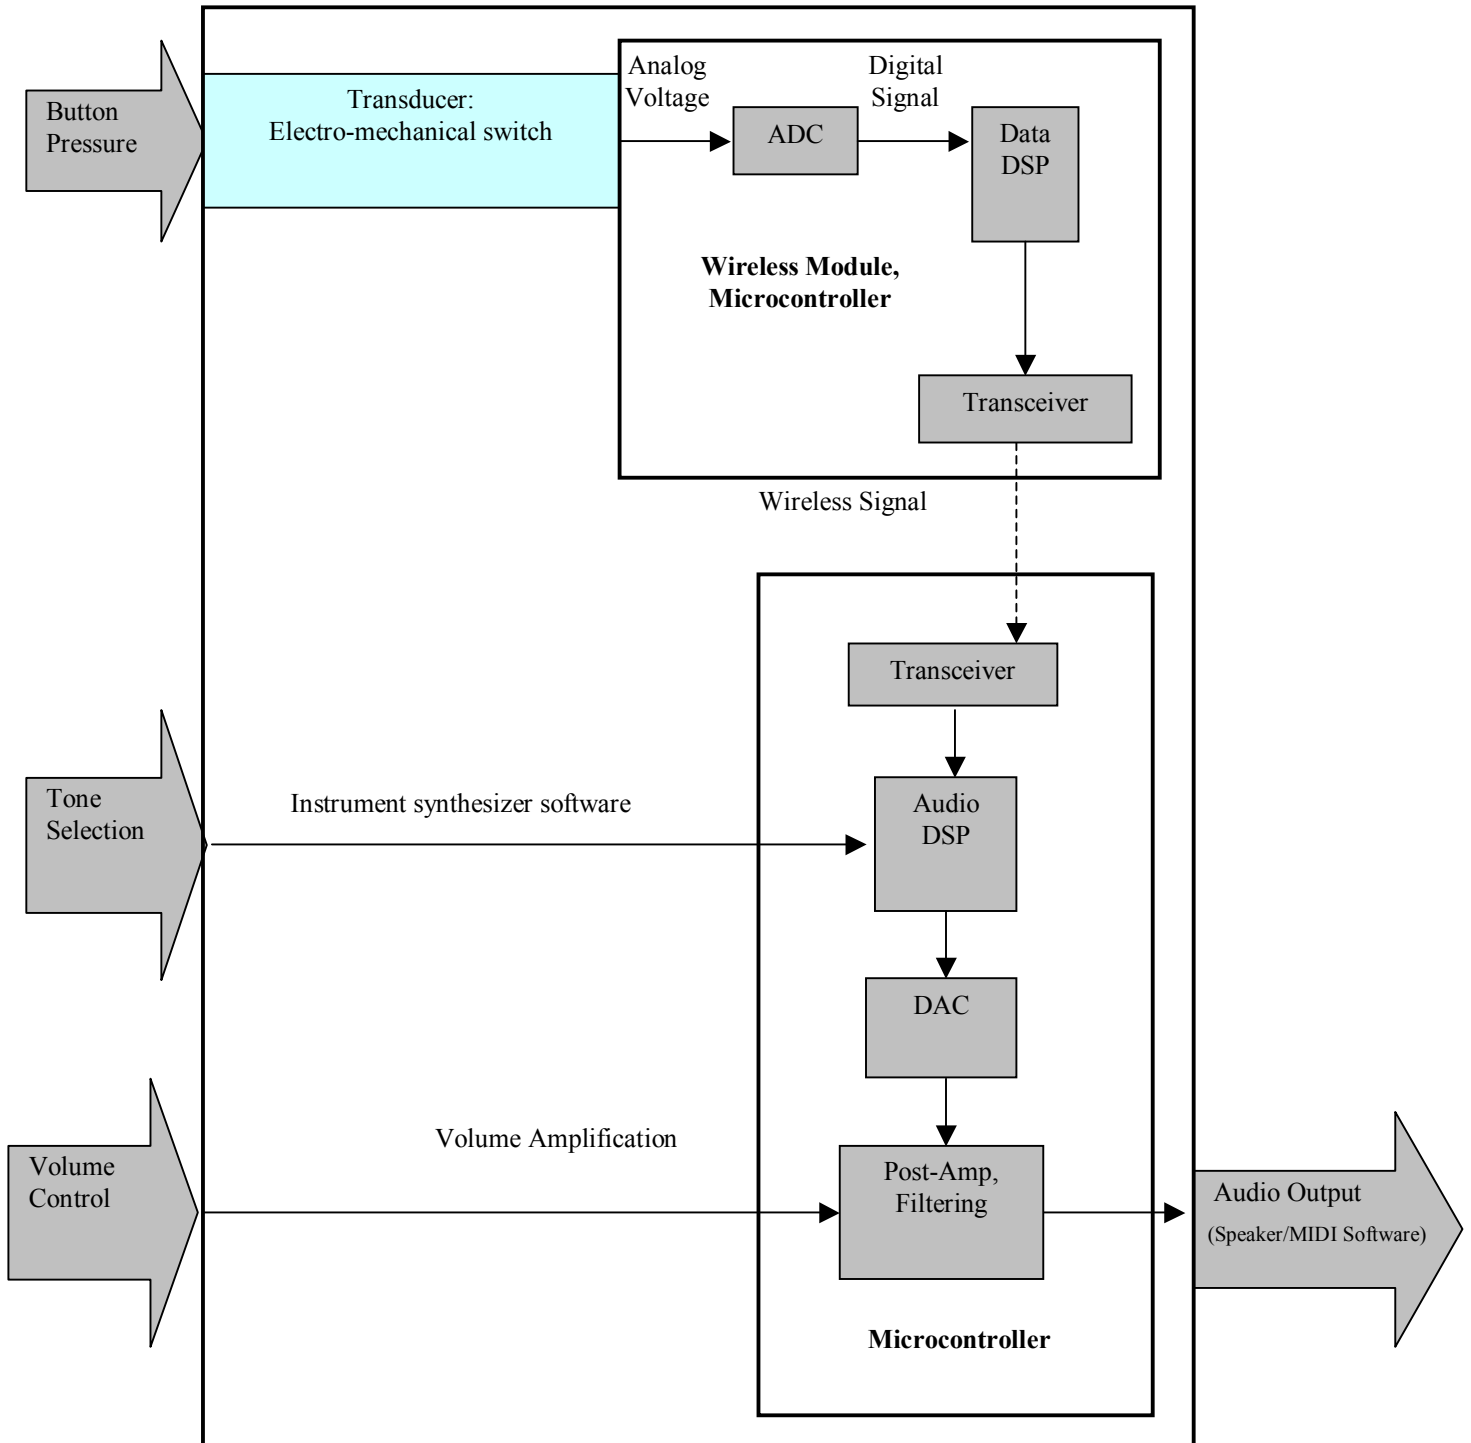 Button
Pressure
Transducer:
Electro-mechanical switch
Analog
Voltage
Digital
Signal
ADC
Data
DSP
Wireless Module,
Microcontroller
Transceiver
Wireless Signal
Transceiver
Tone
Selection
Instrument synthesizer software
Audio
DSP
DAC
Volume
Control
Volume Amplification
Post-Amp,
Filtering
Audio Output
(Speaker/MIDI Software)
Microcontroller